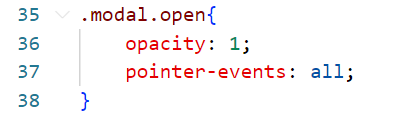 35 .modal.open{
36     opacity: 1;
37     pointer-events: all;
38 }